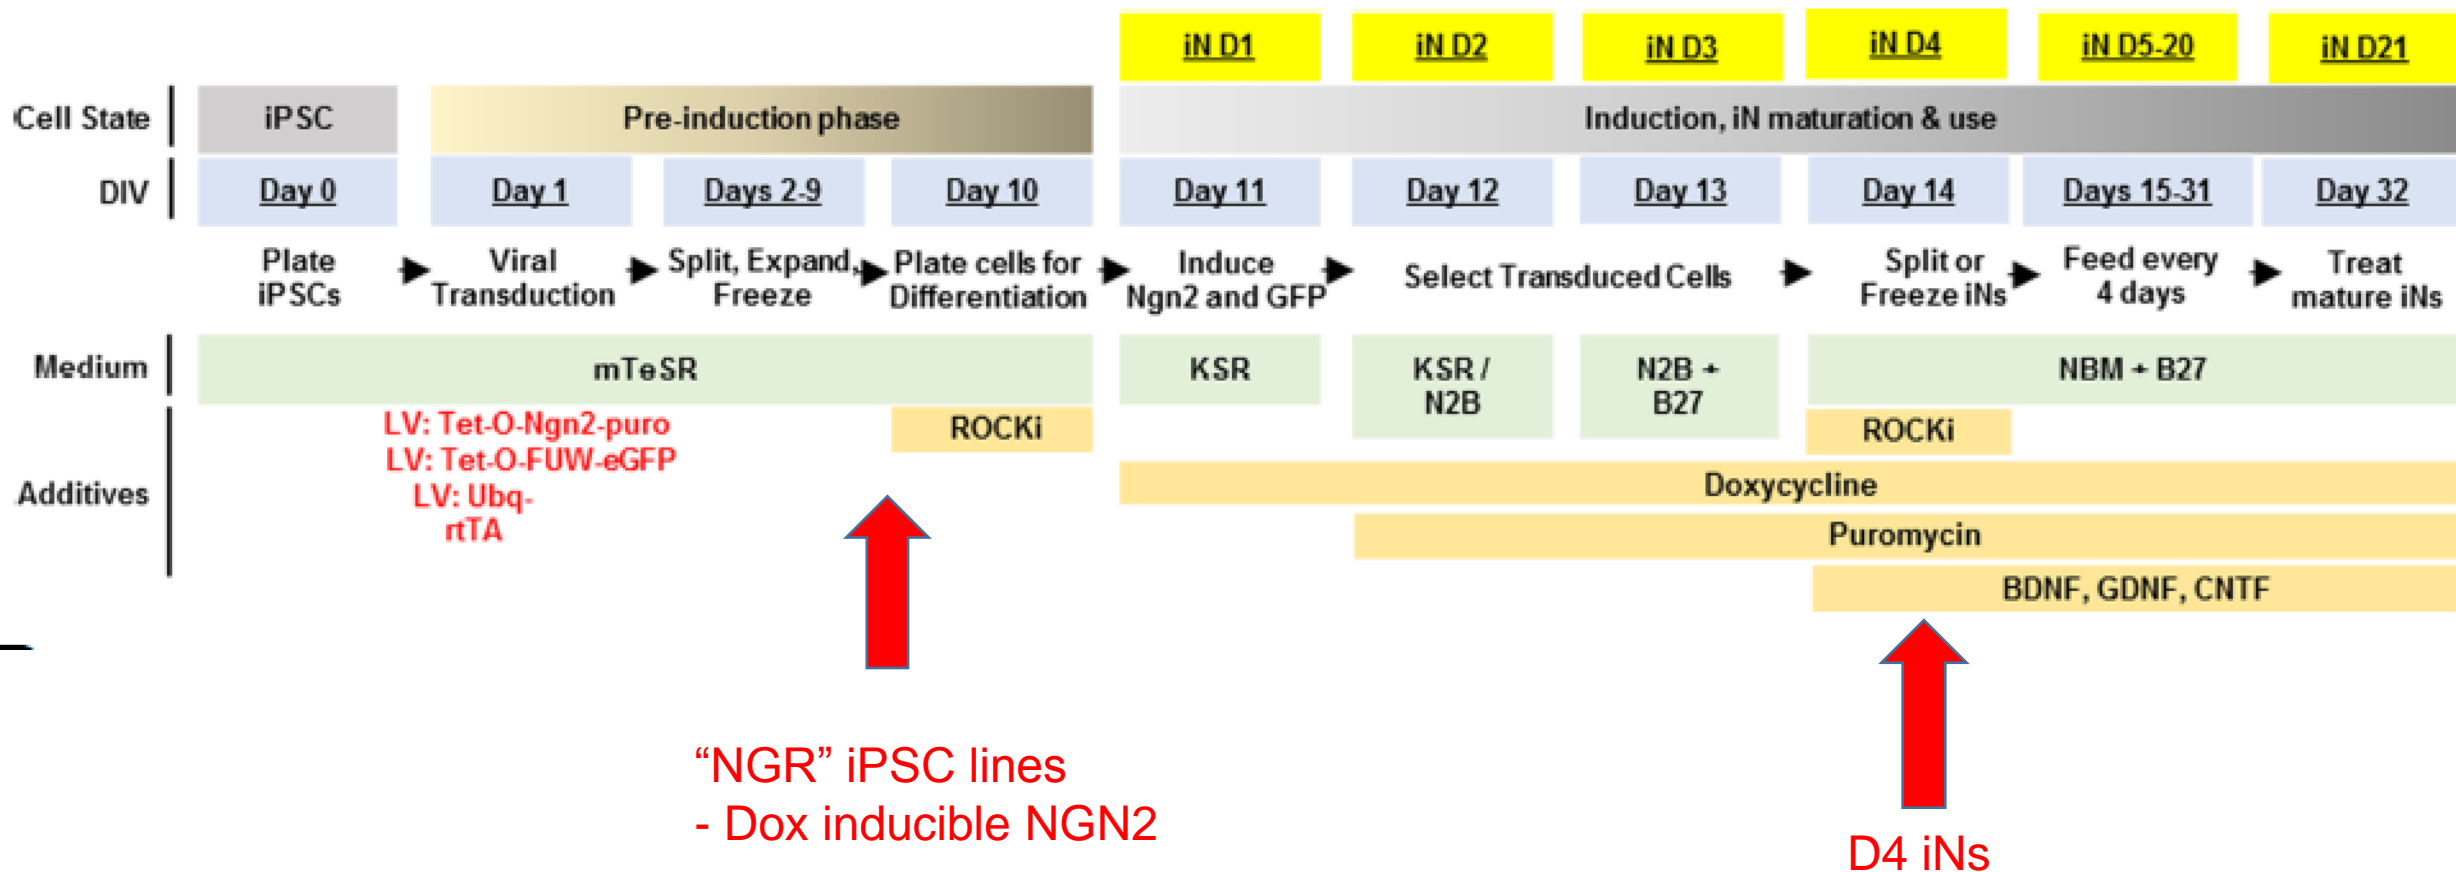 iN D1
iN D2
iN D3
iN D4
iN D5-20
iN D21
Cell State
iPSC
Pre-induction phase
Induction, iN maturation & use
DIV
Day 0
Day 1
Days 2-9
Day 10
Day 11
Day 12
Day 13
Day 14
Days 15-31
Day 32
Plate
iPSCs
Viral
Transduction
Split, Expand,
Freeze
Plate cells for
Differentiation
Induce
Ngn2 and GFP
Select Transduced Cells
Split or
Freeze iNs
Feed every
4 days
Treat
mature iNs
Medium
mTeSR
KSR
KSR /
N2B
N2B +
B27
NBM + B27
Additives
LV: Tet-O-Ngn2-puro
LV: Tet-O-FUW-eGFP
LV: Ubq-
rtTA
ROCKi
ROCKi
Doxycycline
Puromycin
BDNF, GDNF, CNTF
“NGR” iPSC lines
- Dox inducible NGN2
D4 iNs